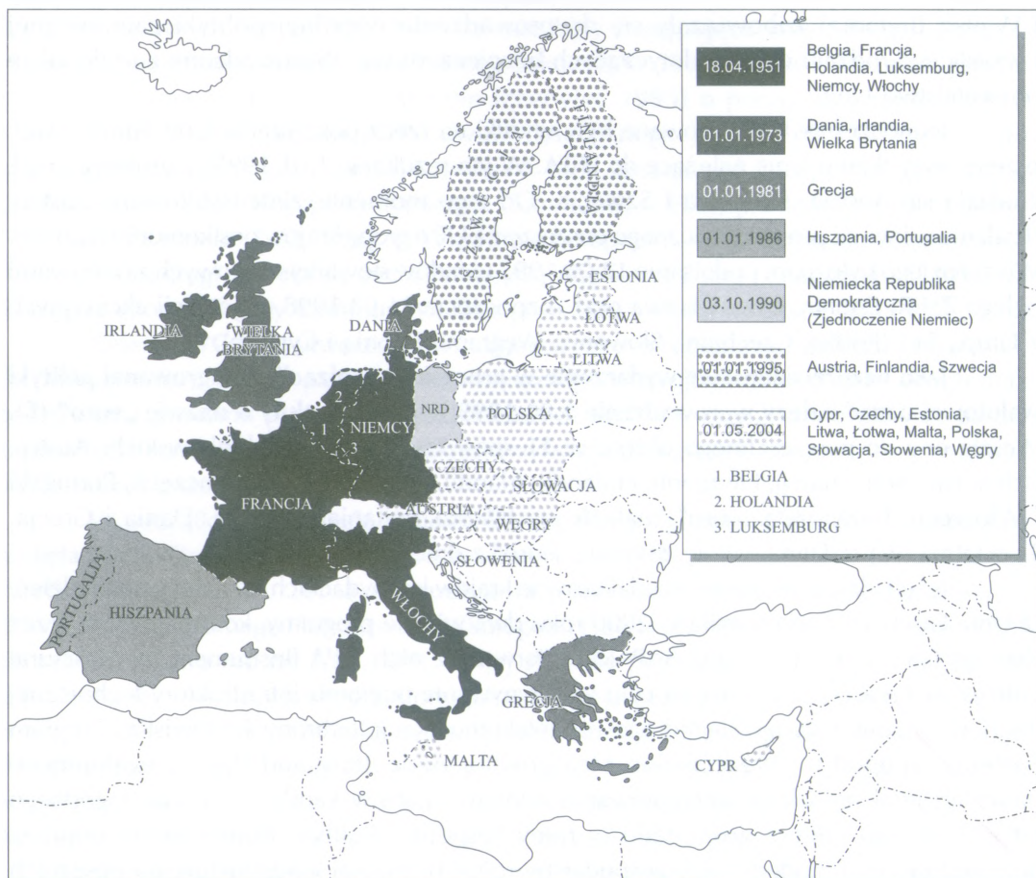 18.04.1951
Belgia, Francja,
Holandia, Luksemburg,
Niemcy, Włochy
01.01.1973
Dania, Irlandia,
Wielka Brytania
01.01.1981
Grecja
01.01.1986
Hiszpania, Portugalia
03.10.1990
Niemiecka Republika
Demokratyczna
(Zjednoczenie Niemiec)
01.01.1995
Austria, Finlandia, Szwecja
01.05.2004
Cypr, Czechy, Estonia,
Litwa, Łotwa, Malta, Polska,
Słowacja, Słowenia, Węgry
1. BELGIA
2. HOLANDIA
3. LUKSEMBURG
SZWECJA
FINLANDIA
ESTONIA
ŁOTWA
LITWA
IRLANDIA
WIELKA
BRYTANIA
DANIA
2
1
3
NIEMCY
NRD
POLSKA
CZECHY
SŁOWACJA
FRANCJA
AUSTRIA
WĘGRY
SŁOWENIA
PORTUGALIA
HISZPANIA
WŁOCHY
GRECJA
MALTA
CYPR